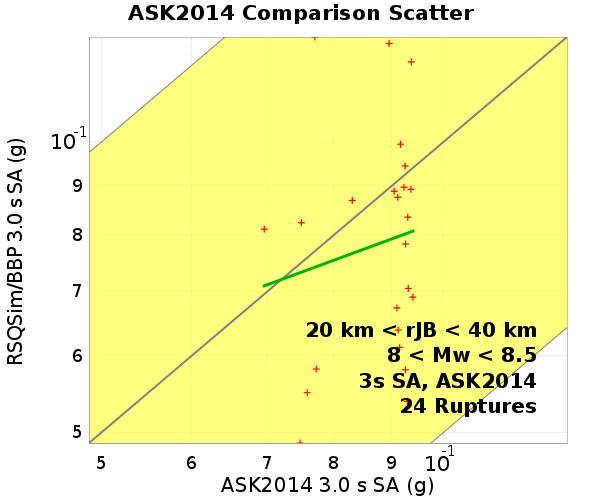 ASK2014 Comparison Scatter
RSQSim/BBP 3.0 s SA (g)
10⁻¹
9
8
7
6
5
20 km < rJB < 40 km
8 < Mw < 8.5
3s SA, ASK2014
24 Ruptures
5 6 7 8 9 10⁻¹
ASK2014 3.0 s SA (g)